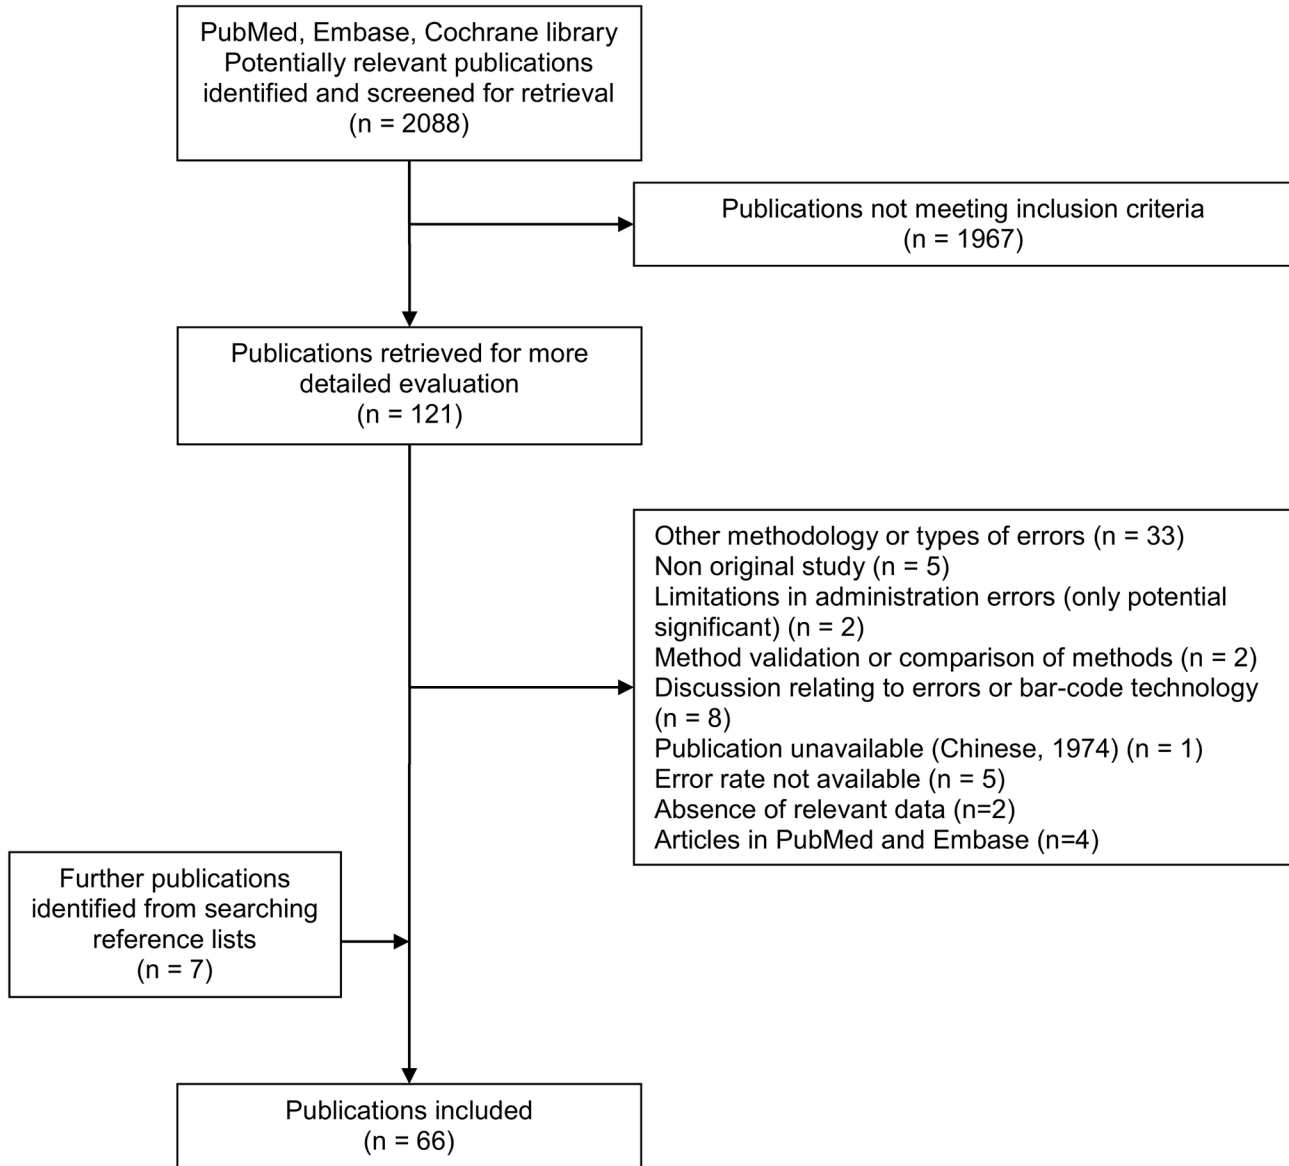 PubMed, Embase, Cochrane library
Potentially relevant publications
identified and screened for retrieval
(n = 2088)
Publications not meeting inclusion criteria
(n = 1967)
Publications retrieved for more
detailed evaluation
(n = 121)
Other methodology or types of errors (n = 33)
Non original study (n = 5)
Limitations in administration errors (only potential
significant) (n = 2)
Method validation or comparison of methods (n = 2)
Discussion relating to errors or bar-code technology
(n = 8)
Publication unavailable (Chinese, 1974) (n = 1)
Error rate not available (n = 5)
Absence of relevant data (n=2)
Articles in PubMed and Embase (n=4)
Further publications
identified from searching
reference lists
(n = 7)
Publications included
(n = 66)